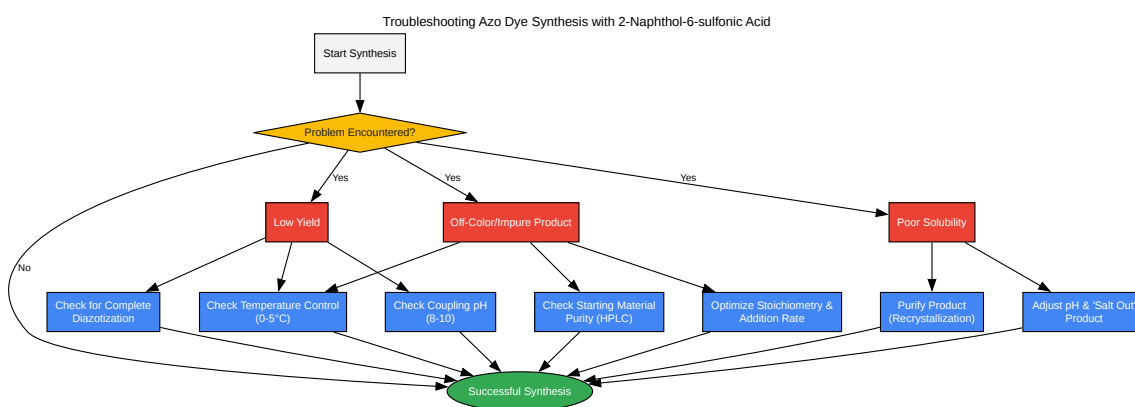 Troubleshooting Azo Dye Synthesis with 2-Naphthol-6-sulfonic Acid
Start Synthesis
Problem Encountered?
Yes
Yes
Yes
Low Yield
Off-Color/Impure Product
Poor Solubility
No
Check for Complete
Diazotization
Check Temperature Control
(0-5°C)
Check Coupling pH
(8-10)
Check Starting Material
Purity (HPLC)
Optimize Stoichiometry &
Addition Rate
Purify Product
(Recrystallization)
Adjust pH & 'Salt Out'
Product
Successful Synthesis